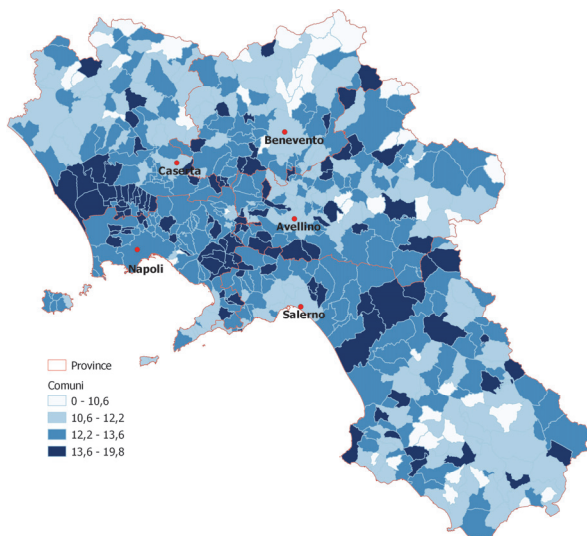 Benevento
Caserta
Avellino
Napoli
Salerno
Province
Comuni
0 - 10,6
10,6 - 12,2
12,2 - 13,6
13,6 - 19,8